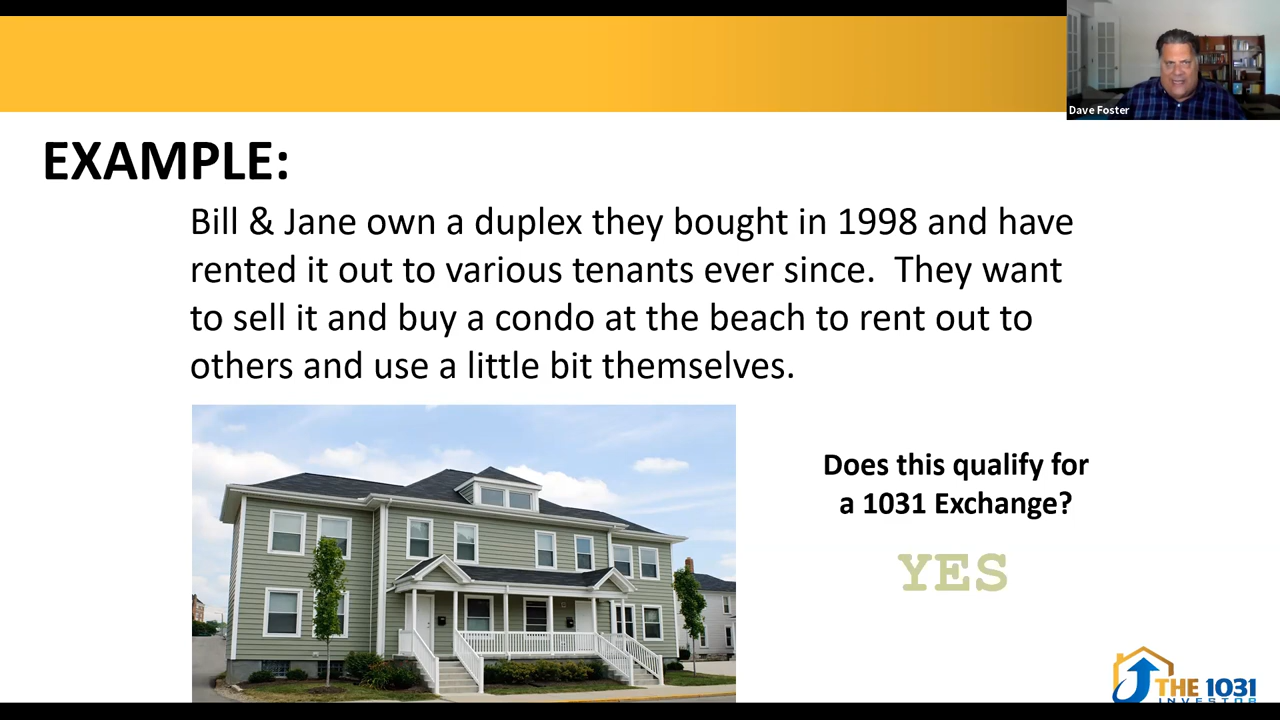 Dave Foster
EXAMPLE:
Bill & Jane own a duplex they bought in 1998 and have
rented it out to various tenants ever since.  They want
to sell it and buy a condo at the beach to rent out to
others and use a little bit themselves.
Does this qualify for
a 1031 Exchange?
YES
THE 1031
INVESTOR